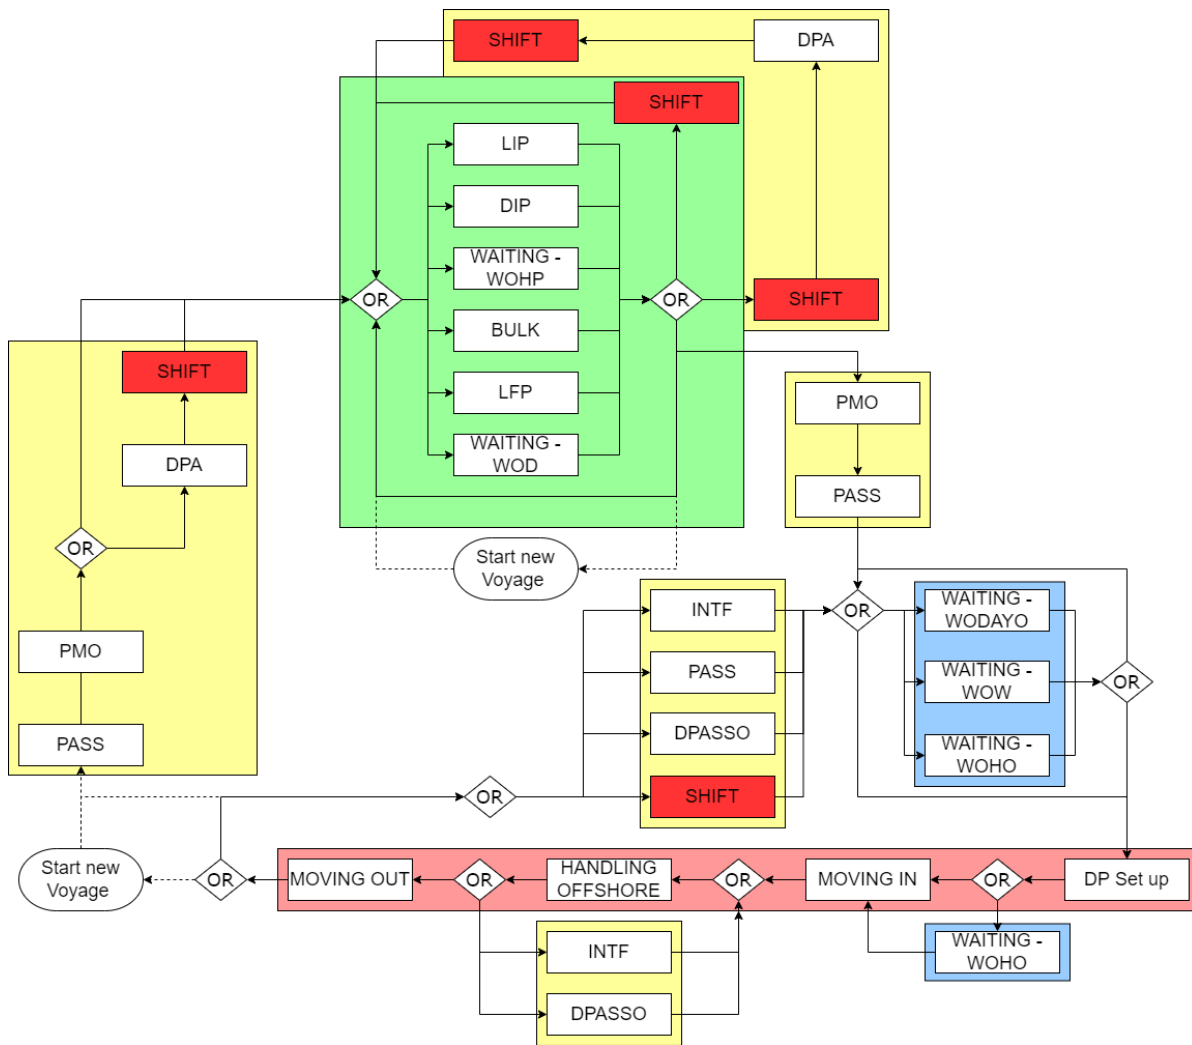 SHIFT
DPA
SHIFT
LIP
DIP
WAITING -
WOHP
OR
BULK
LFP
WAITING -
WOD
OR
SHIFT
SHIFT
DPA
OR
PMO
PASS
PMO
PASS
Start new
Voyage
INTF
PASS
DPASSO
SHIFT
OR
WAITING -
WODAYO
WAITING -
WOW
WAITING -
WOHO
OR
OR
Start new
Voyage
OR
MOVING OUT
OR
HANDLING
OFFSHORE
OR
MOVING IN
OR
DP Set up
WAITING -
WOHO
INTF
DPASSO